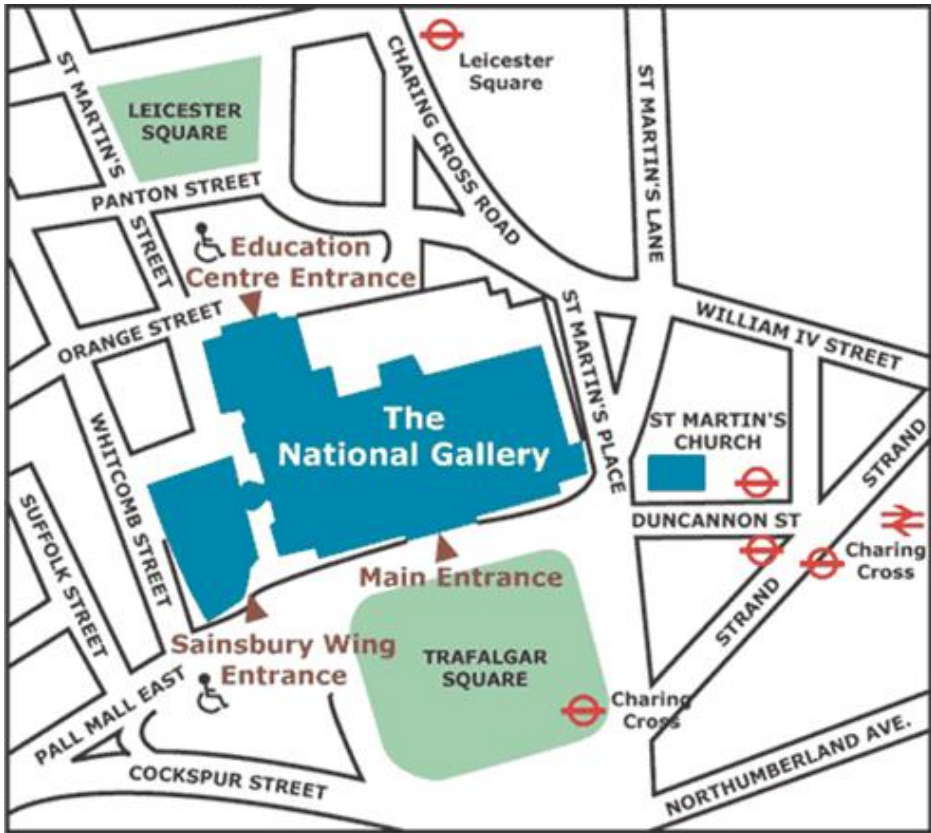 ST MARTIN'S
STREET
LEICESTER
SQUARE
PANTON STREET
CHARING CROSS ROAD
Leicester
Square
ST MARTIN'S LANE
Education
Centre Entrance
ORANGE STREET
ST MARTIN'S PLACE
WILLIAM IV STREET
The
National Gallery
ST MARTIN'S
CHURCH
STRAND
WHITCOMB STREET
SUFFOLK STREET
DUNCANNON ST
Charing
Cross
STRAND
Main Entrance
Sainsbury Wing
Entrance
TRAFALGAR
SQUARE
Charing
Cross
PALL MALL EAST
COCKSPUR STREET
NORTHUMBERLAND AVE.